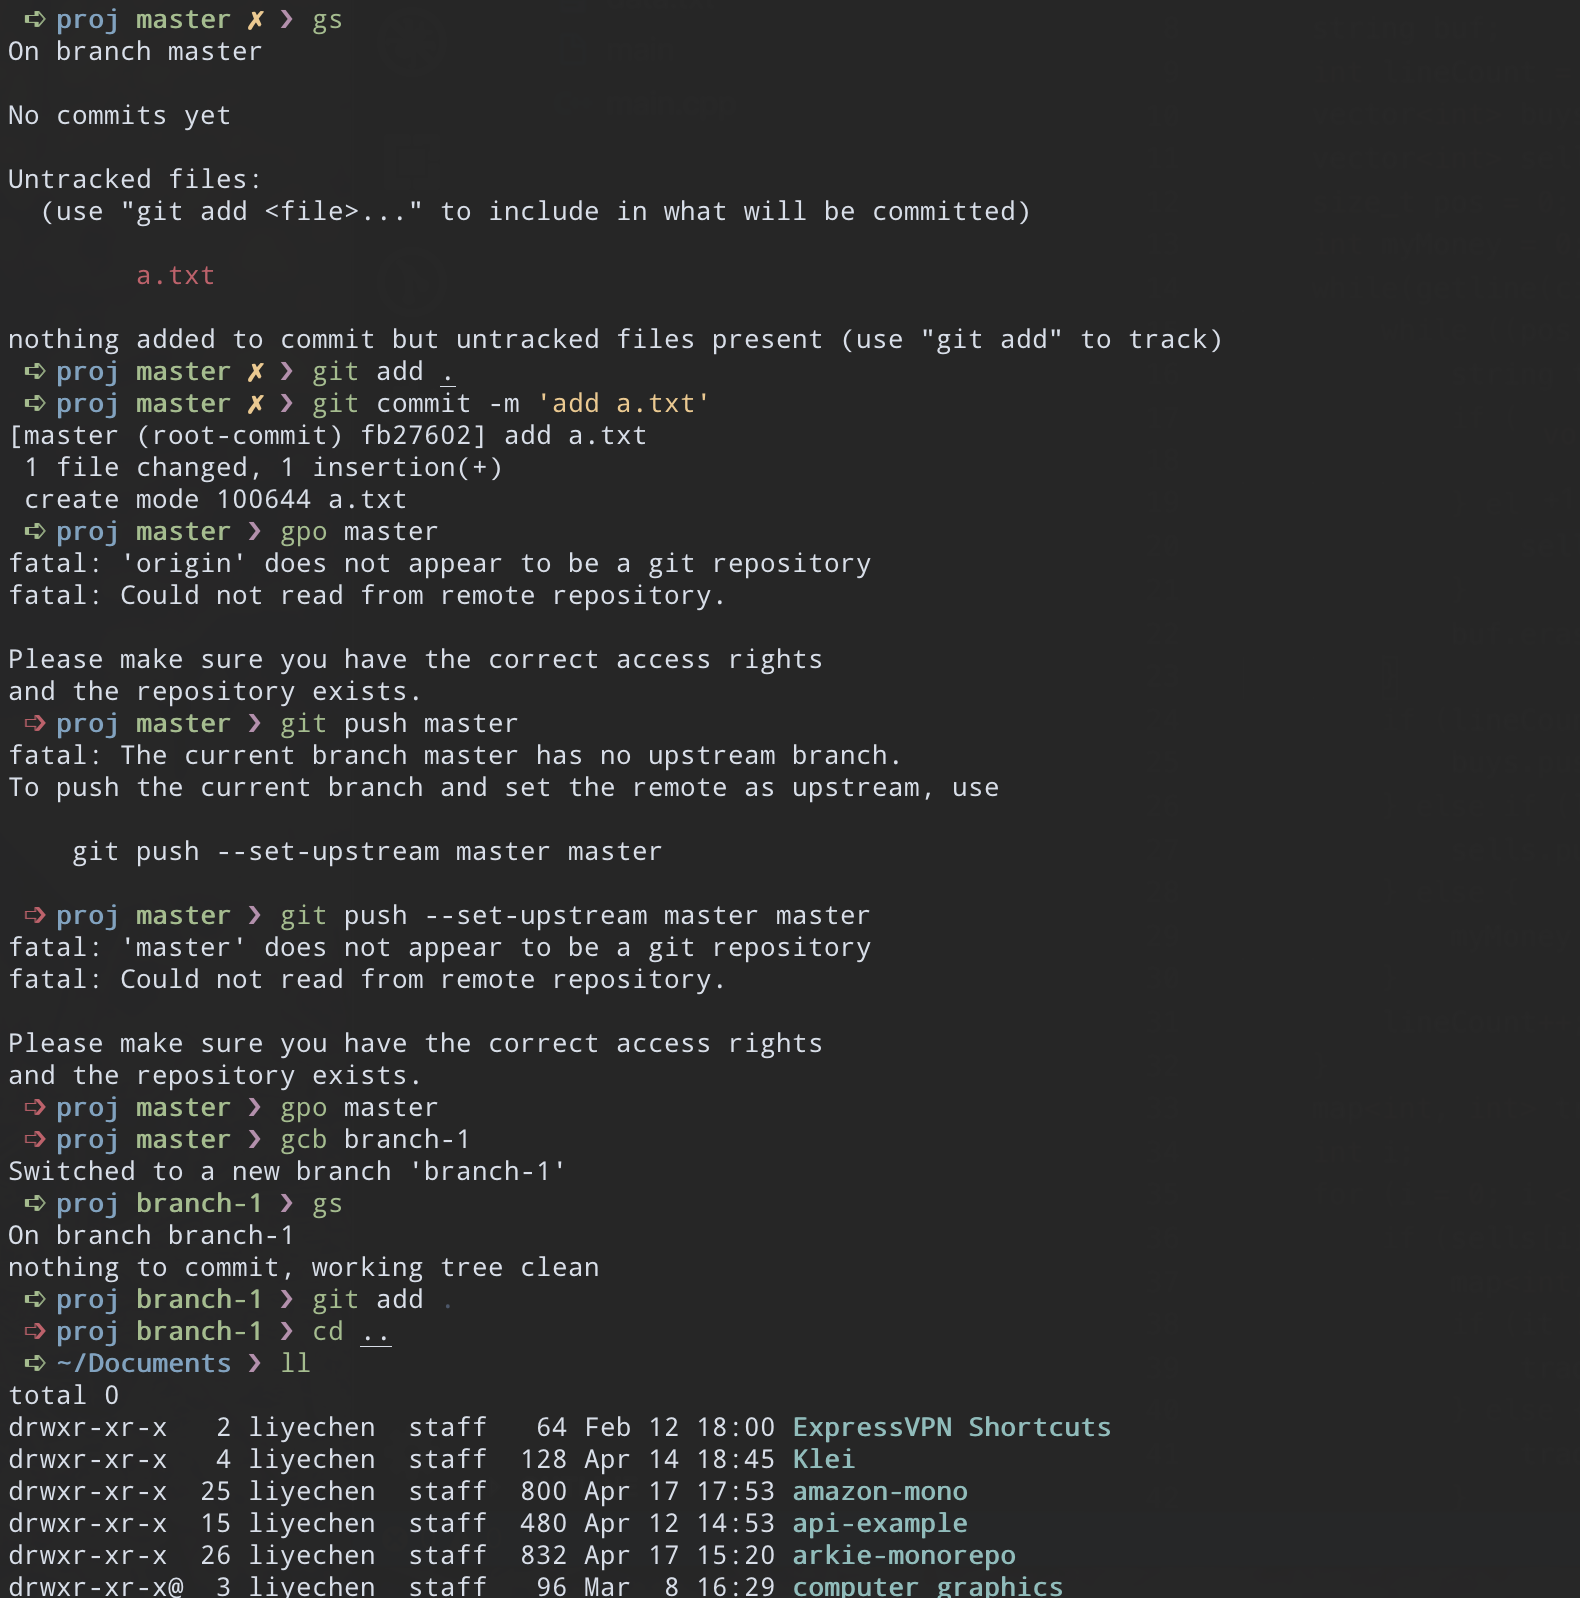 ➪ proj master ✗ ❯ gs
On branch master
No commits yet
Untracked files:
(use "git add <file>..." to include in what will be committed)
a.txt
nothing added to commit but untracked files present (use "git add" to track)
➪ proj master ✗ ❯ git add .
➪ proj master ✗ ❯ git commit -m 'add a.txt'
[master (root-commit) fb27602] add a.txt
1 file changed, 1 insertion(+)
create mode 100644 a.txt
➪ proj master ❯ gpo master
fatal: 'origin' does not appear to be a git repository
fatal: Could not read from remote repository.
Please make sure you have the correct access rights
and the repository exists.
➪ proj master ❯ git push master
fatal: The current branch master has no upstream branch.
To push the current branch and set the remote as upstream, use
git push --set-upstream master master
➪ proj master ❯ git push --set-upstream master master
fatal: 'master' does not appear to be a git repository
fatal: Could not read from remote repository.
Please make sure you have the correct access rights
and the repository exists.
➪ proj master ❯ gpo master
➪ proj master ❯ gcb branch-1
Switched to a new branch 'branch-1'
➪ proj branch-1 ❯ gs
On branch branch-1
nothing to commit, working tree clean
➪ proj branch-1 ❯ git add .
➪ proj branch-1 ❯ cd ..
➪ ~/Documents ❯ ll
total 0
drwxr-xr-x   2 liyechen  staff   64 Feb 12 18:00 ExpressVPN Shortcuts
drwxr-xr-x   4 liyechen  staff  128 Apr 14 18:45 Klei
drwxr-xr-x  25 liyechen  staff  800 Apr 17 17:53 amazon-mono
drwxr-xr-x  15 liyechen  staff  480 Apr 12 14:53 api-example
drwxr-xr-x  26 liyechen  staff  832 Apr 17 15:20 arkie-monorepo
drwxr-xr-x@  3 liyechen  staff   96 Mar  8 16:29 computer graphics